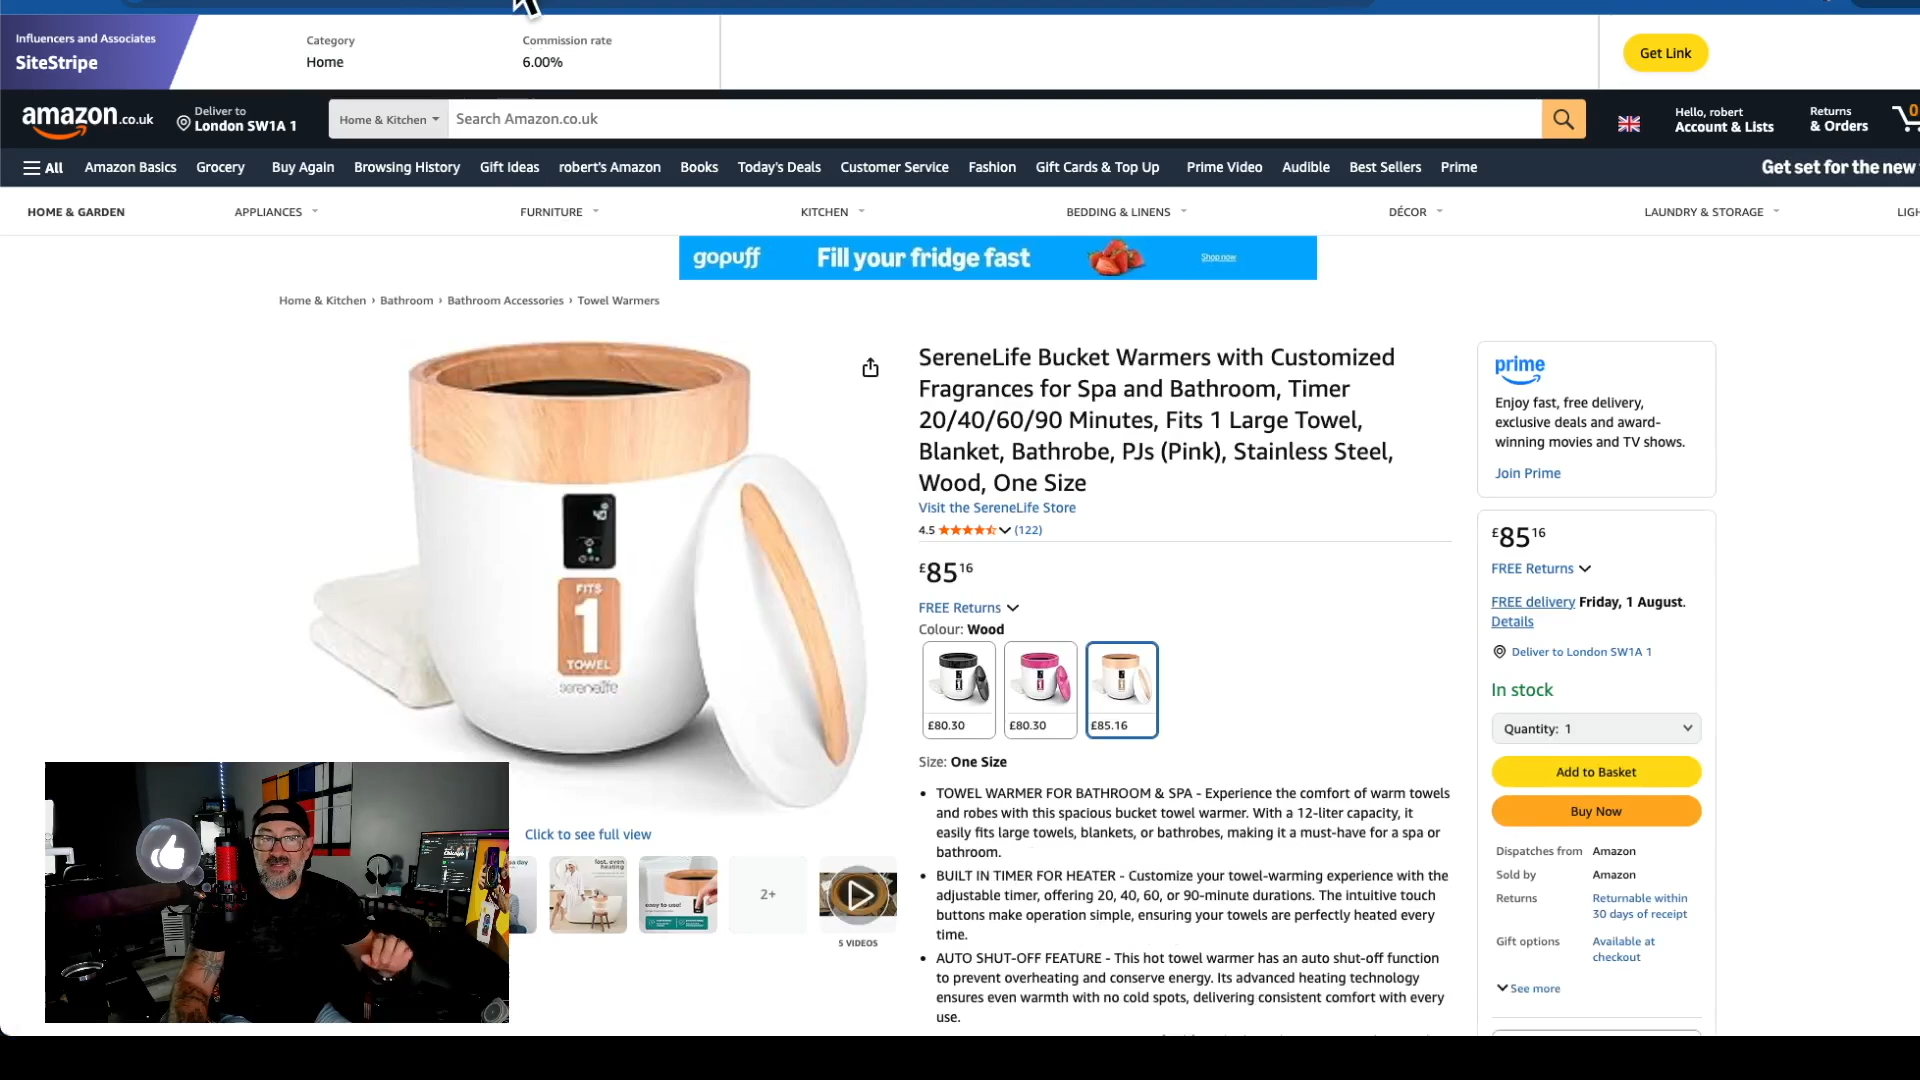 Influencers and Associates
SiteStripe
Category
Home
Commission rate
6.00%
Get Link
amazon.co.uk
Deliver to
London SW1A 1
Home & Kitchen
Search Amazon.co.uk
Hello, robert
Account & Lists
Returns
& Orders
0
All
Amazon Basics
Grocery
Buy Again
Browsing History
Gift Ideas
robert's Amazon
Books
Today's Deals
Customer Service
Fashion
Gift Cards & Top Up
Prime Video
Audible
Best Sellers
Prime
Get set for the new
HOME & GARDEN
APPLIANCES
FURNITURE
KITCHEN
BEDDING & LINENS
DÉCOR
LAUNDRY & STORAGE
LIGH
gopuff
Fill your fridge fast
Shop now
Home & Kitchen › Bathroom › Bathroom Accessories › Towel Warmers
FITS
1
TOWEL
serenelife
Click to see full view
2+
5 VIDEOS
SereneLife Bucket Warmers with Customized
Fragrances for Spa and Bathroom, Timer
20/40/60/90 Minutes, Fits 1 Large Towel,
Blanket, Bathrobe, PJs (Pink), Stainless Steel,
Wood, One Size
Visit the SereneLife Store
4.5
(122)
£85.16
FREE Returns
Colour: Wood
£80.30
£80.30
£85.16
Size: One Size
• TOWEL WARMER FOR BATHROOM & SPA - Experience the comfort of warm towels
and robes with this spacious bucket towel warmer. With a 12-liter capacity, it
easily fits large towels, blankets, or bathrobes, making it a must-have for a spa or
bathroom.
• BUILT IN TIMER FOR HEATER - Customize your towel-warming experience with the
adjustable timer, offering 20, 40, 60, or 90-minute durations. The intuitive touch
buttons make operation simple, ensuring your towels are perfectly heated every
time.
• AUTO SHUT-OFF FEATURE - This hot towel warmer has an auto shut-off function
to prevent overheating and conserve energy. Its advanced heating technology
ensures even warmth with no cold spots, delivering consistent comfort with every
use.
prime
Enjoy fast, free delivery,
exclusive deals and award-
winning movies and TV shows.
Join Prime
£85 16
FREE Returns
FREE delivery Friday, 1 August.
Details
Deliver to London SW1A 1
In stock
Quantity: 1
Add to Basket
Buy Now
Dispatches from Amazon
Sold by Amazon
Returns Returnable within
30 days of receipt
Gift options Available at
checkout
See more